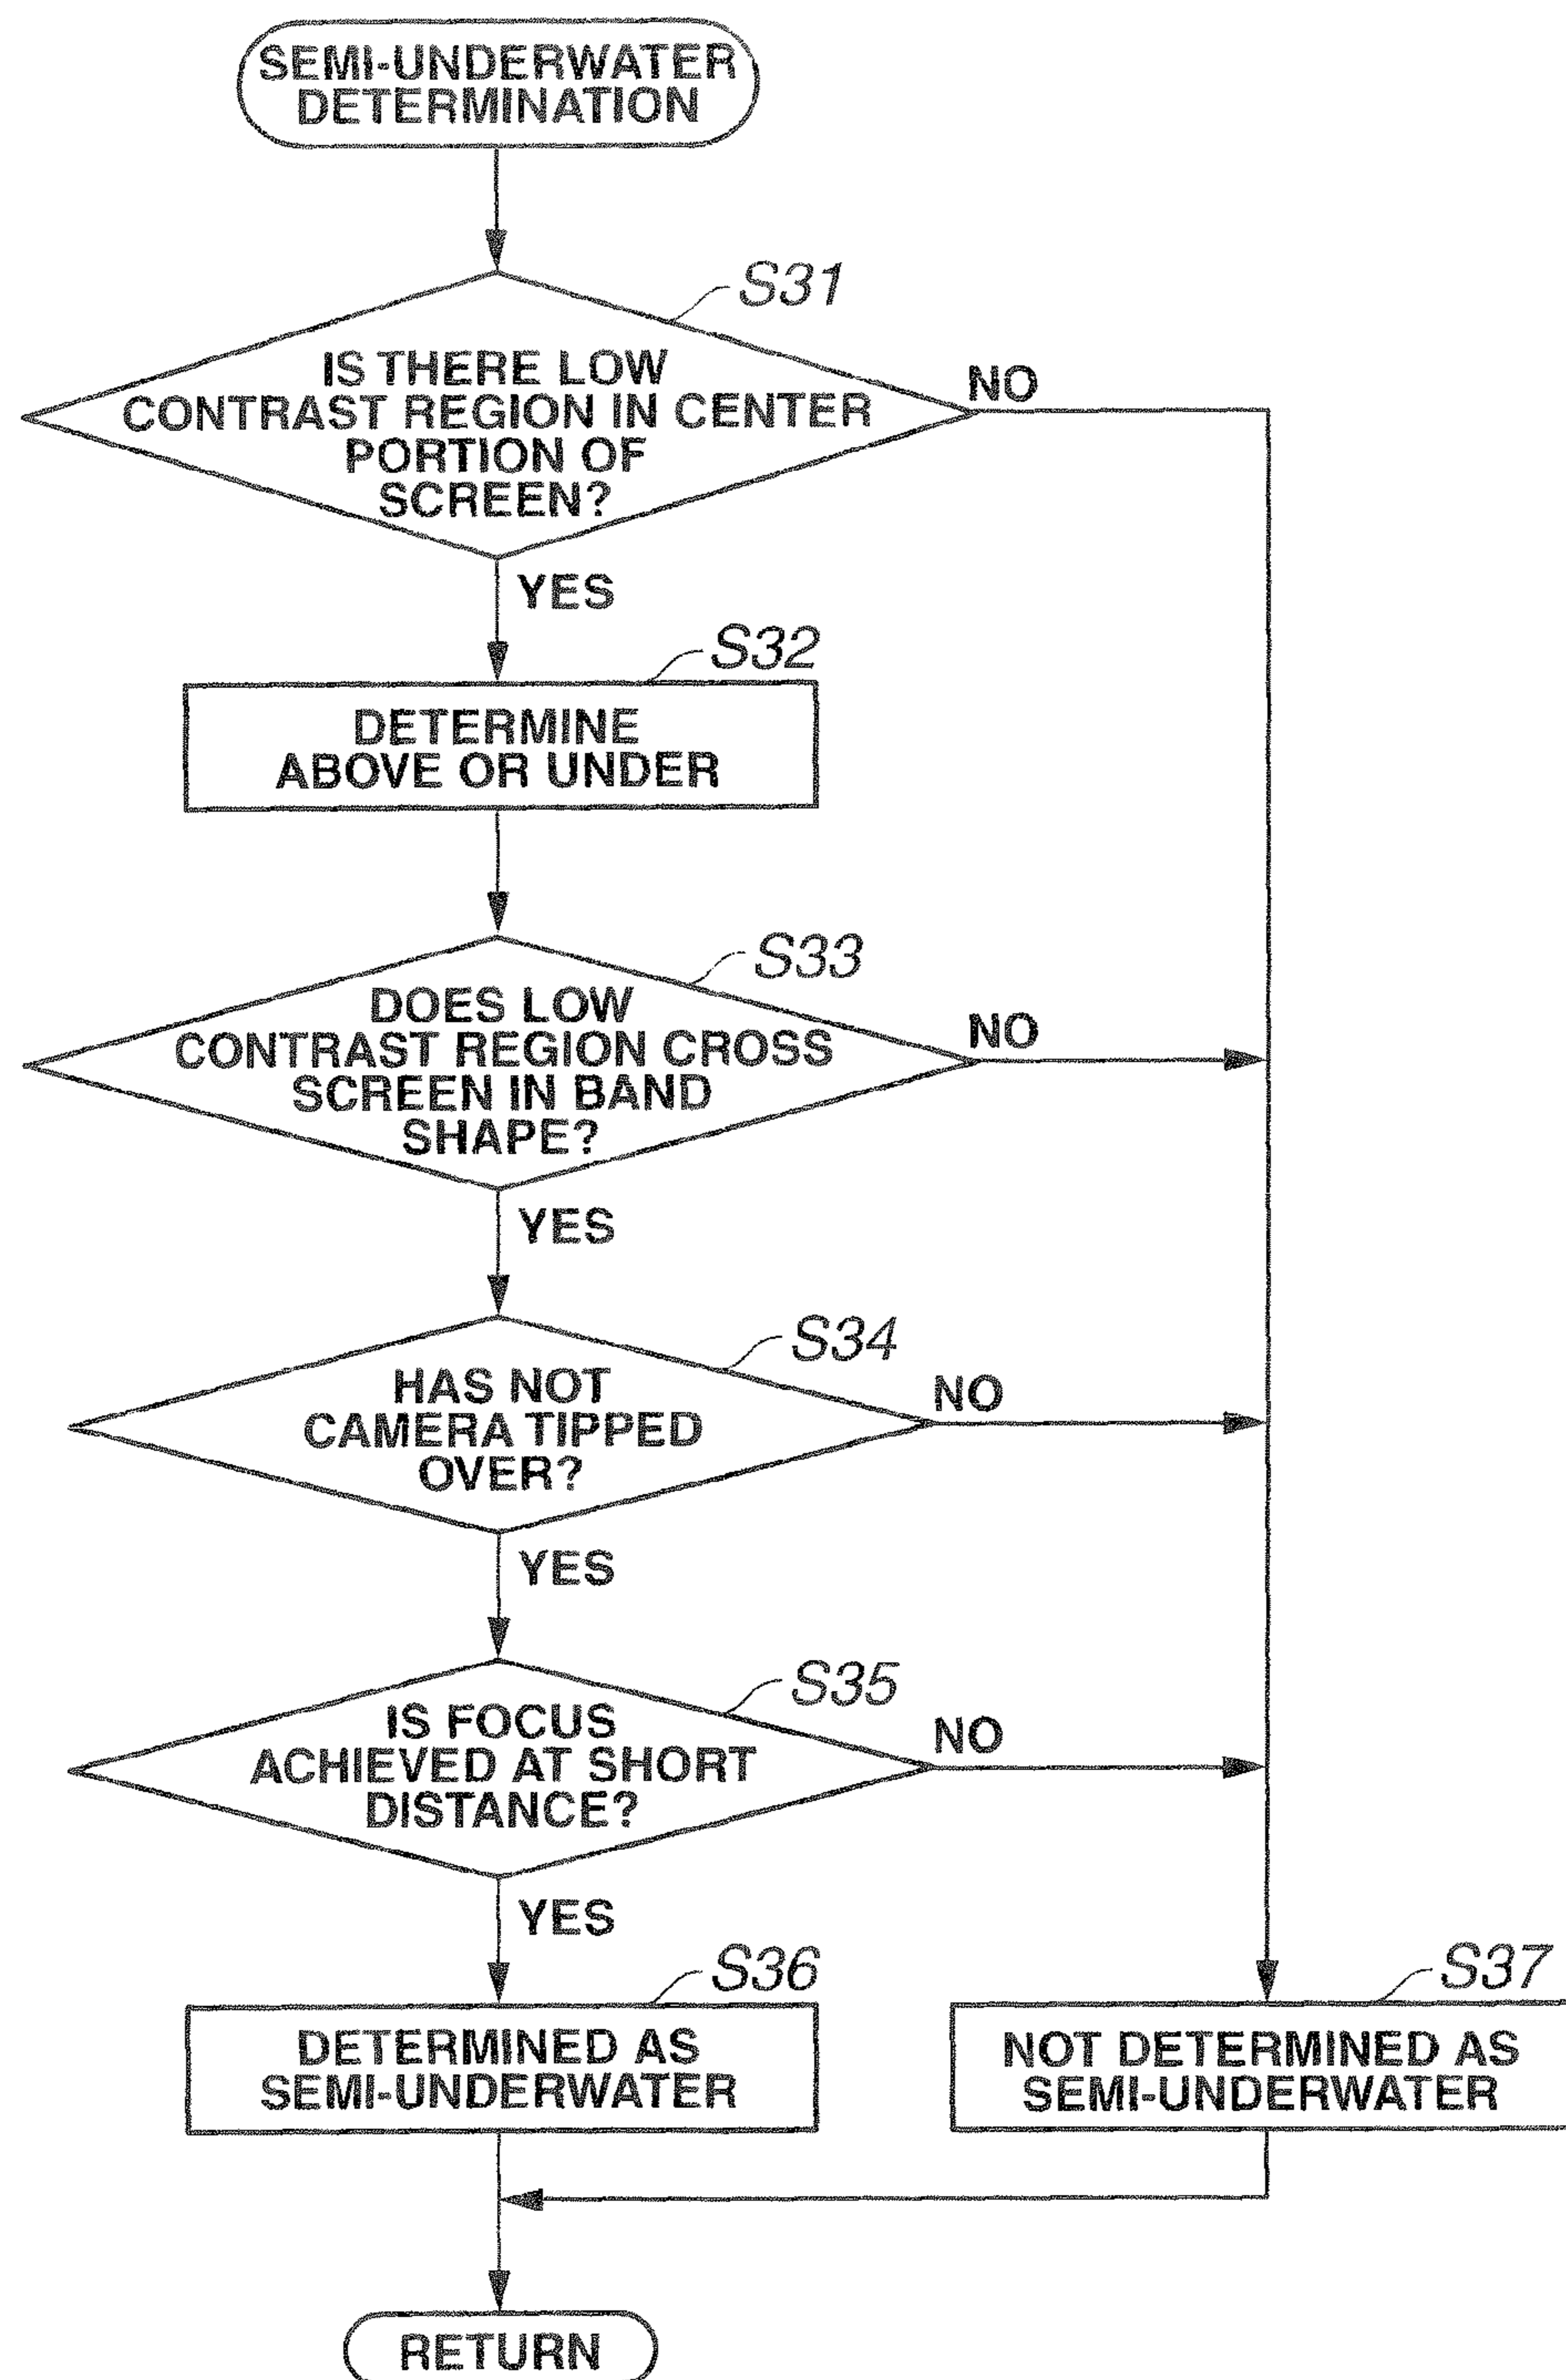 SEMI-UNDERWATER
DETERMINATION
S31
IS THERE LOW
CONTRAST REGION IN CENTER
PORTION OF
SCREEN?
NO
YES
S32
DETERMINE
ABOVE OR UNDER
S33
DOES LOW
CONTRAST REGION CROSS
SCREEN IN BAND
SHAPE?
NO
YES
S34
HAS NOT
CAMERA TIPPED
OVER?
NO
YES
S35
IS FOCUS
ACHIEVED AT SHORT
DISTANCE?
NO
YES
S36
DETERMINED AS
SEMI-UNDERWATER
S37
NOT DETERMINED AS
SEMI-UNDERWATER
RETURN